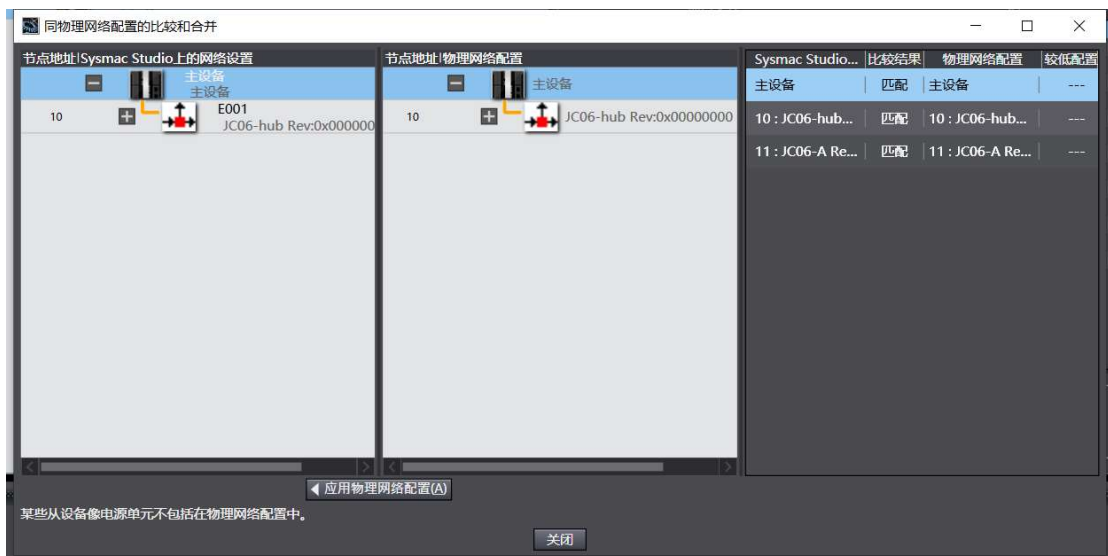 同物理网络配置的比较和合并
节点地址|Sysmac Studio上的网络设置
主设备
主设备
10
E001
JC06-hub Rev:0x000000
节点地址|物理网络配置
主设备
10
JC06-hub Rev:0x00000000
Sysmac Studio... 比较结果 物理网络配置 较低配置
主设备 匹配 主设备 ---
10 : JC06-hub... 匹配 10 : JC06-hub... ---
11 : JC06-A Re... 匹配 11 : JC06-A Re... ---
应用物理网络配置(A)
某些从设备像电源单元不包括在物理网络配置中。
关闭